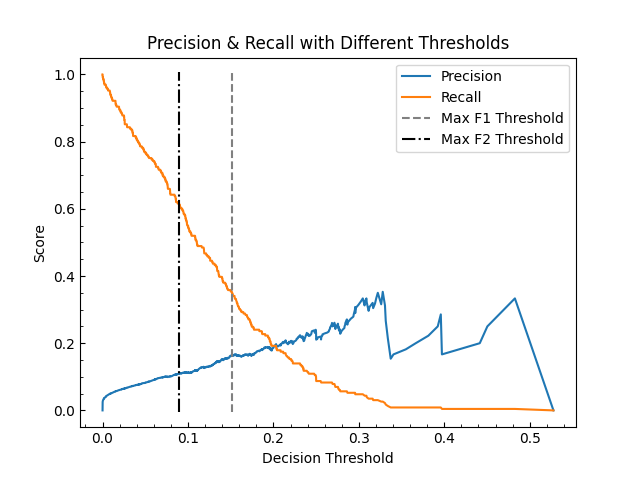 Precision & Recall with Different Thresholds
Precision
Recall
Max F1 Threshold
Max F2 Threshold
Score
1.0
0.8
0.6
0.4
0.2
0.0
0.0 0.1 0.2 0.3 0.4 0.5
Decision Threshold